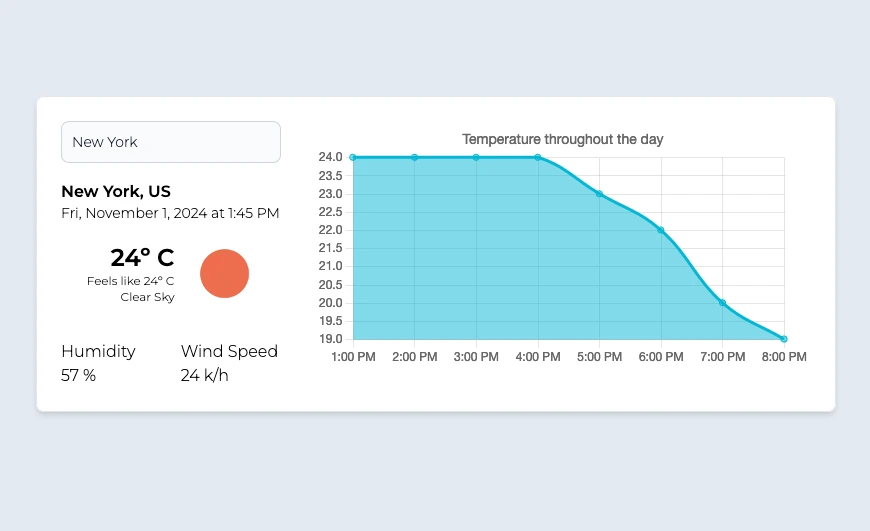 New York
New York, US
Fri, November 1, 2024 at 1:45 PM
24º C
Feels like 24º C
Clear Sky
Humidity
57 %
Wind Speed
24 k/h
Temperature throughout the day
24.0
23.5
23.0
22.5
22.0
21.5
21.0
20.5
20.0
19.5
19.0
1:00 PM 2:00 PM 3:00 PM 4:00 PM 5:00 PM 6:00 PM 7:00 PM 8:00 PM